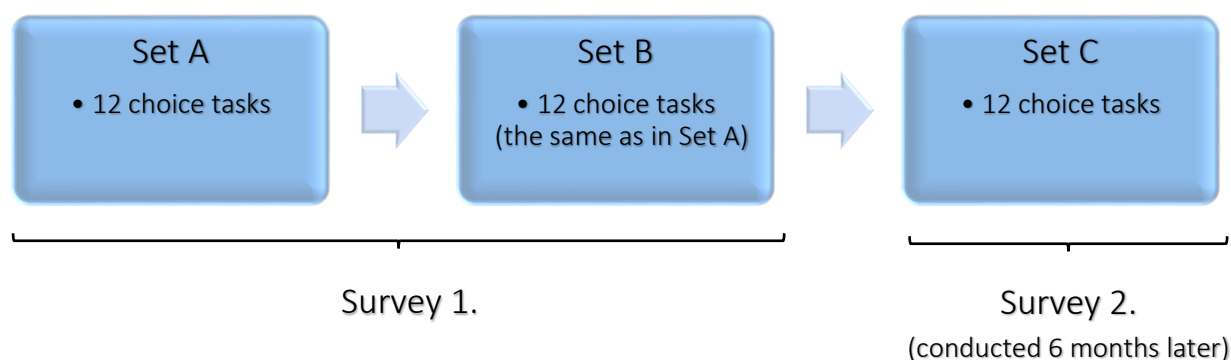 Set A
• 12 choice tasks
Set B
• 12 choice tasks
(the same as in Set A)
Set C
• 12 choice tasks
Survey 1.
Survey 2.
(conducted 6 months later)